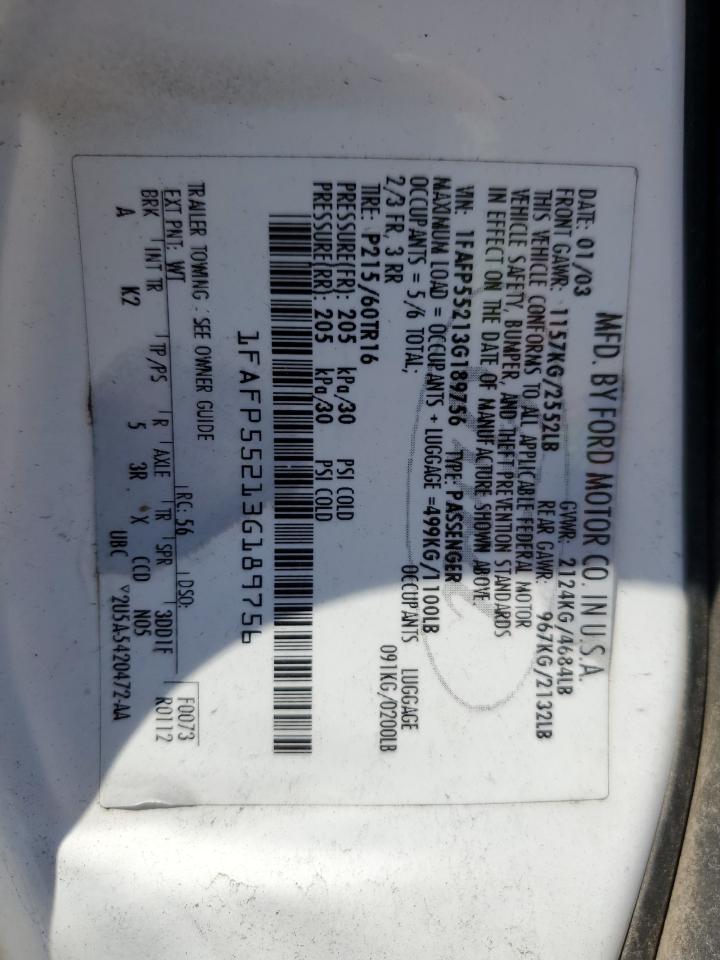 MFD. BY FORD MOTOR CO. IN U.S.A.
DATE: 01/03 GVWR: 2124KG/4684LB
FRONT GAWR: 1157KG/2552LB REAR GAWR: 967KG/2132LB
THIS VEHICLE CONFORMS TO ALL APPLICABLE FEDERAL MOTOR
VEHICLE SAFETY, BUMPER, AND THEFT PREVENTION STANDARDS
IN EFFECT ON THE DATE OF MANUFACTURE SHOWN ABOVE.
VIN: 1FAFP55213G189756 TYPE: PASSENGER
MAXIMUM LOAD = OCCUPANTS + LUGGAGE =499KG/1100LB
OCCUPANTS = 5/6 TOTAL, OCCUPANTS LUGGAGE
2/3 FR, 3 RR 091KG/0200LB
TIRE: P215/60TR16
PRESSURE(FR): 205 kPa/30 PSI COLD
PRESSURE(RR): 205 kPa/30 PSI COLD
1FAFP55213G189756
TRAILER TOWING: SEE OWNER GUIDE
EXT PNT: WT RC: 56 DSO: F0073
BRK INT TR TP/PS R AXLE TR SPR 30D1F R0112
A K2 5 3R X CCD N05
UBC ▽2U5A-5420472-AA